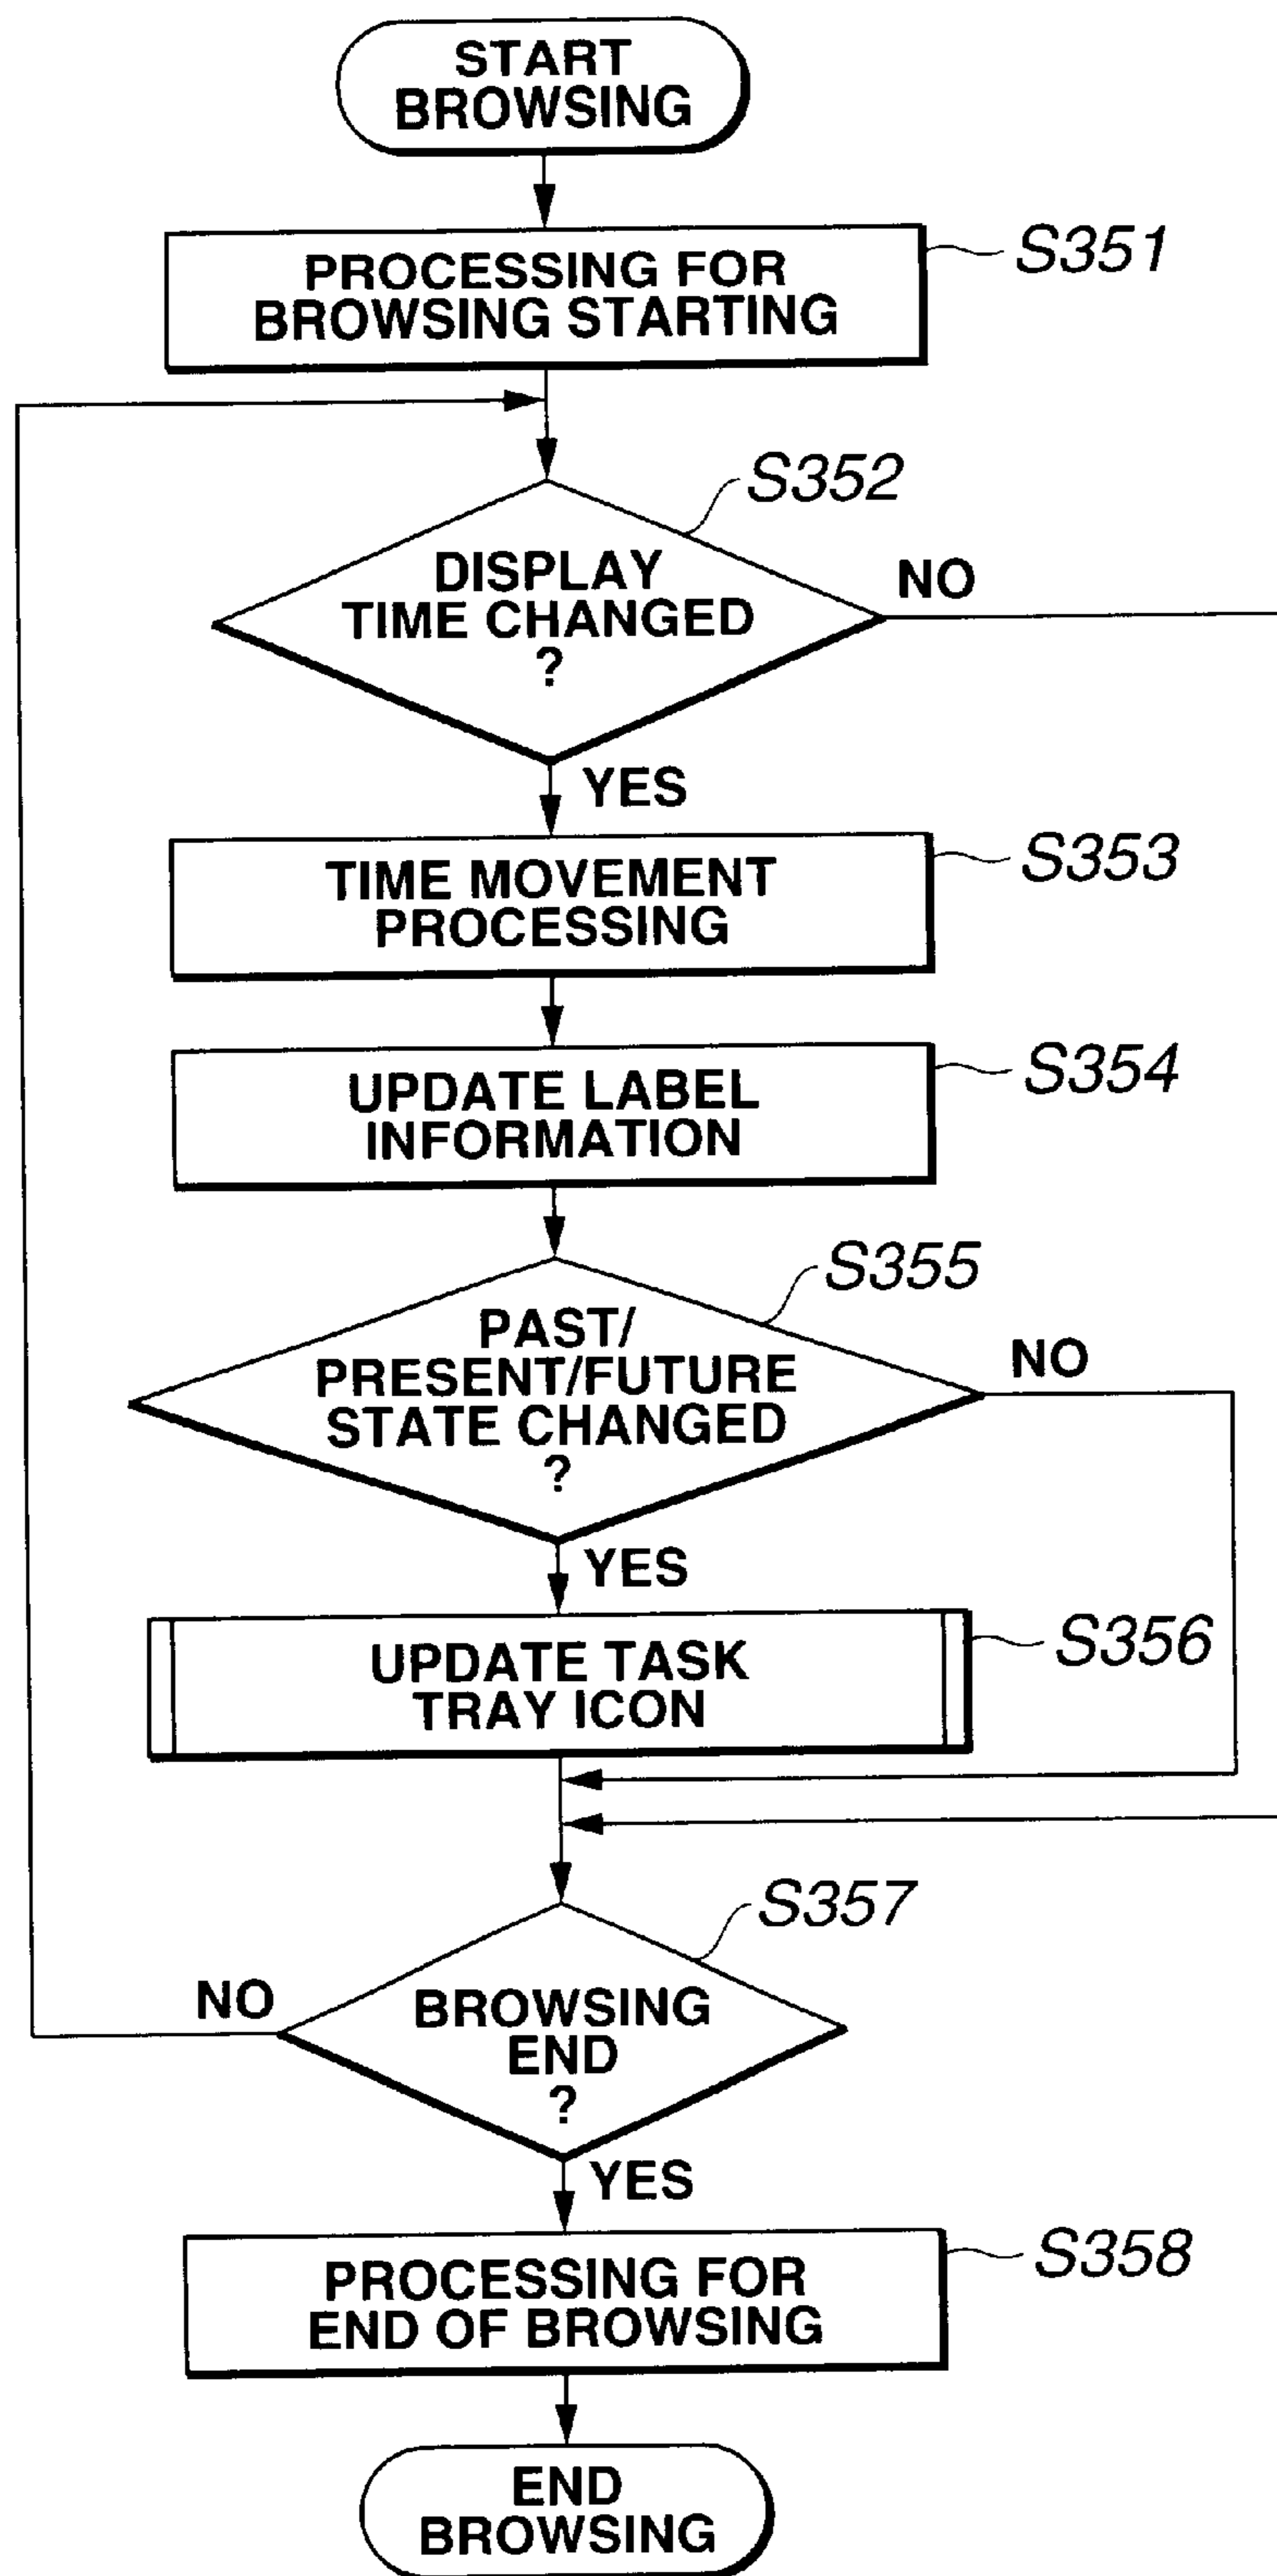 START
BROWSING
PROCESSING FOR
BROWSING STARTING
S351
S352
DISPLAY
TIME CHANGED
?
NO
YES
TIME MOVEMENT
PROCESSING
S353
UPDATE LABEL
INFORMATION
S354
S355
PAST/
PRESENT/FUTURE
STATE CHANGED
?
NO
YES
UPDATE TASK
TRAY ICON
S356
S357
BROWSING
END
?
NO
YES
PROCESSING FOR
END OF BROWSING
S358
END
BROWSING